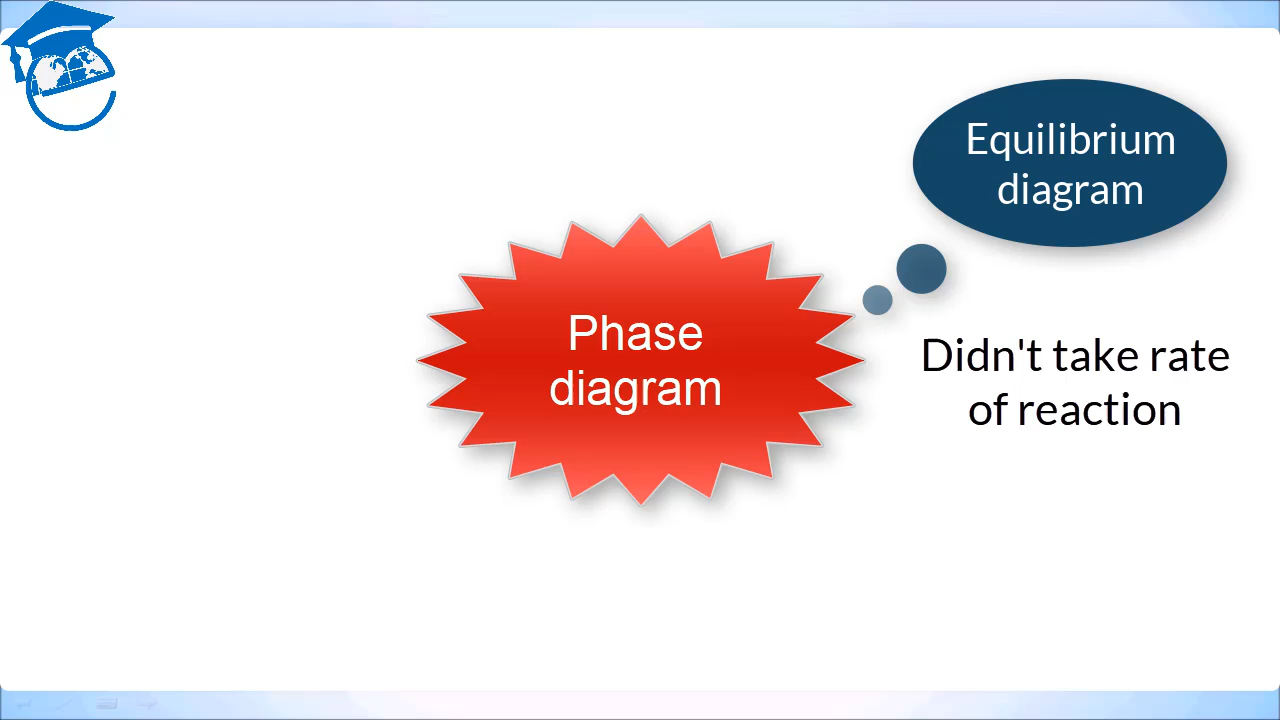 Equilibrium
diagram
Phase
diagram
Didn't take rate
of reaction